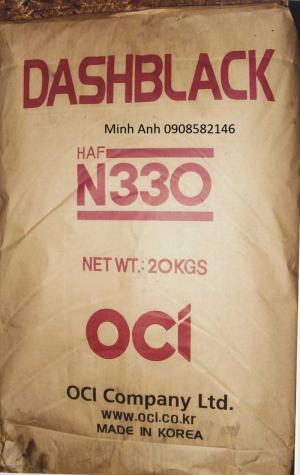 DASHBLACK
Minh Anh 0908582146
HAF
N330
NET WT.: 20KGS
OCI
OCI Company Ltd.
www.oci.co.kr
MADE IN KOREA